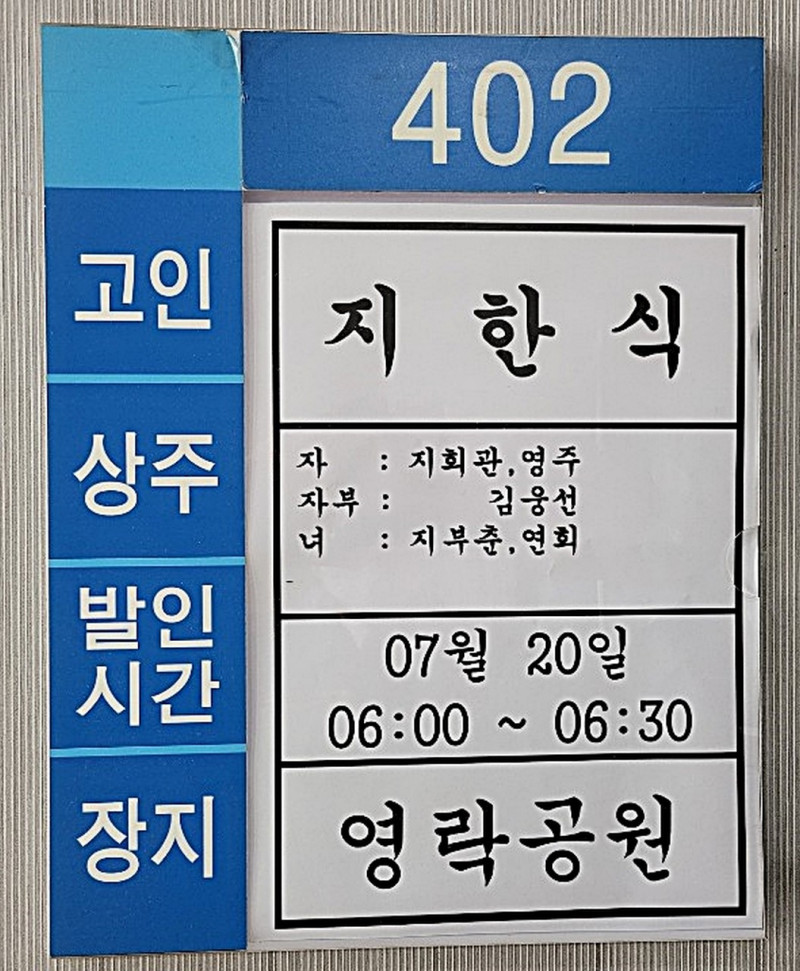 402
고인
지 한 식
상주
자 : 지회관,영주
자부 : 김웅선
녀 : 지부춘,연회
발인
시간
07월 20일
06:00 ~ 06:30
장지
영락공원